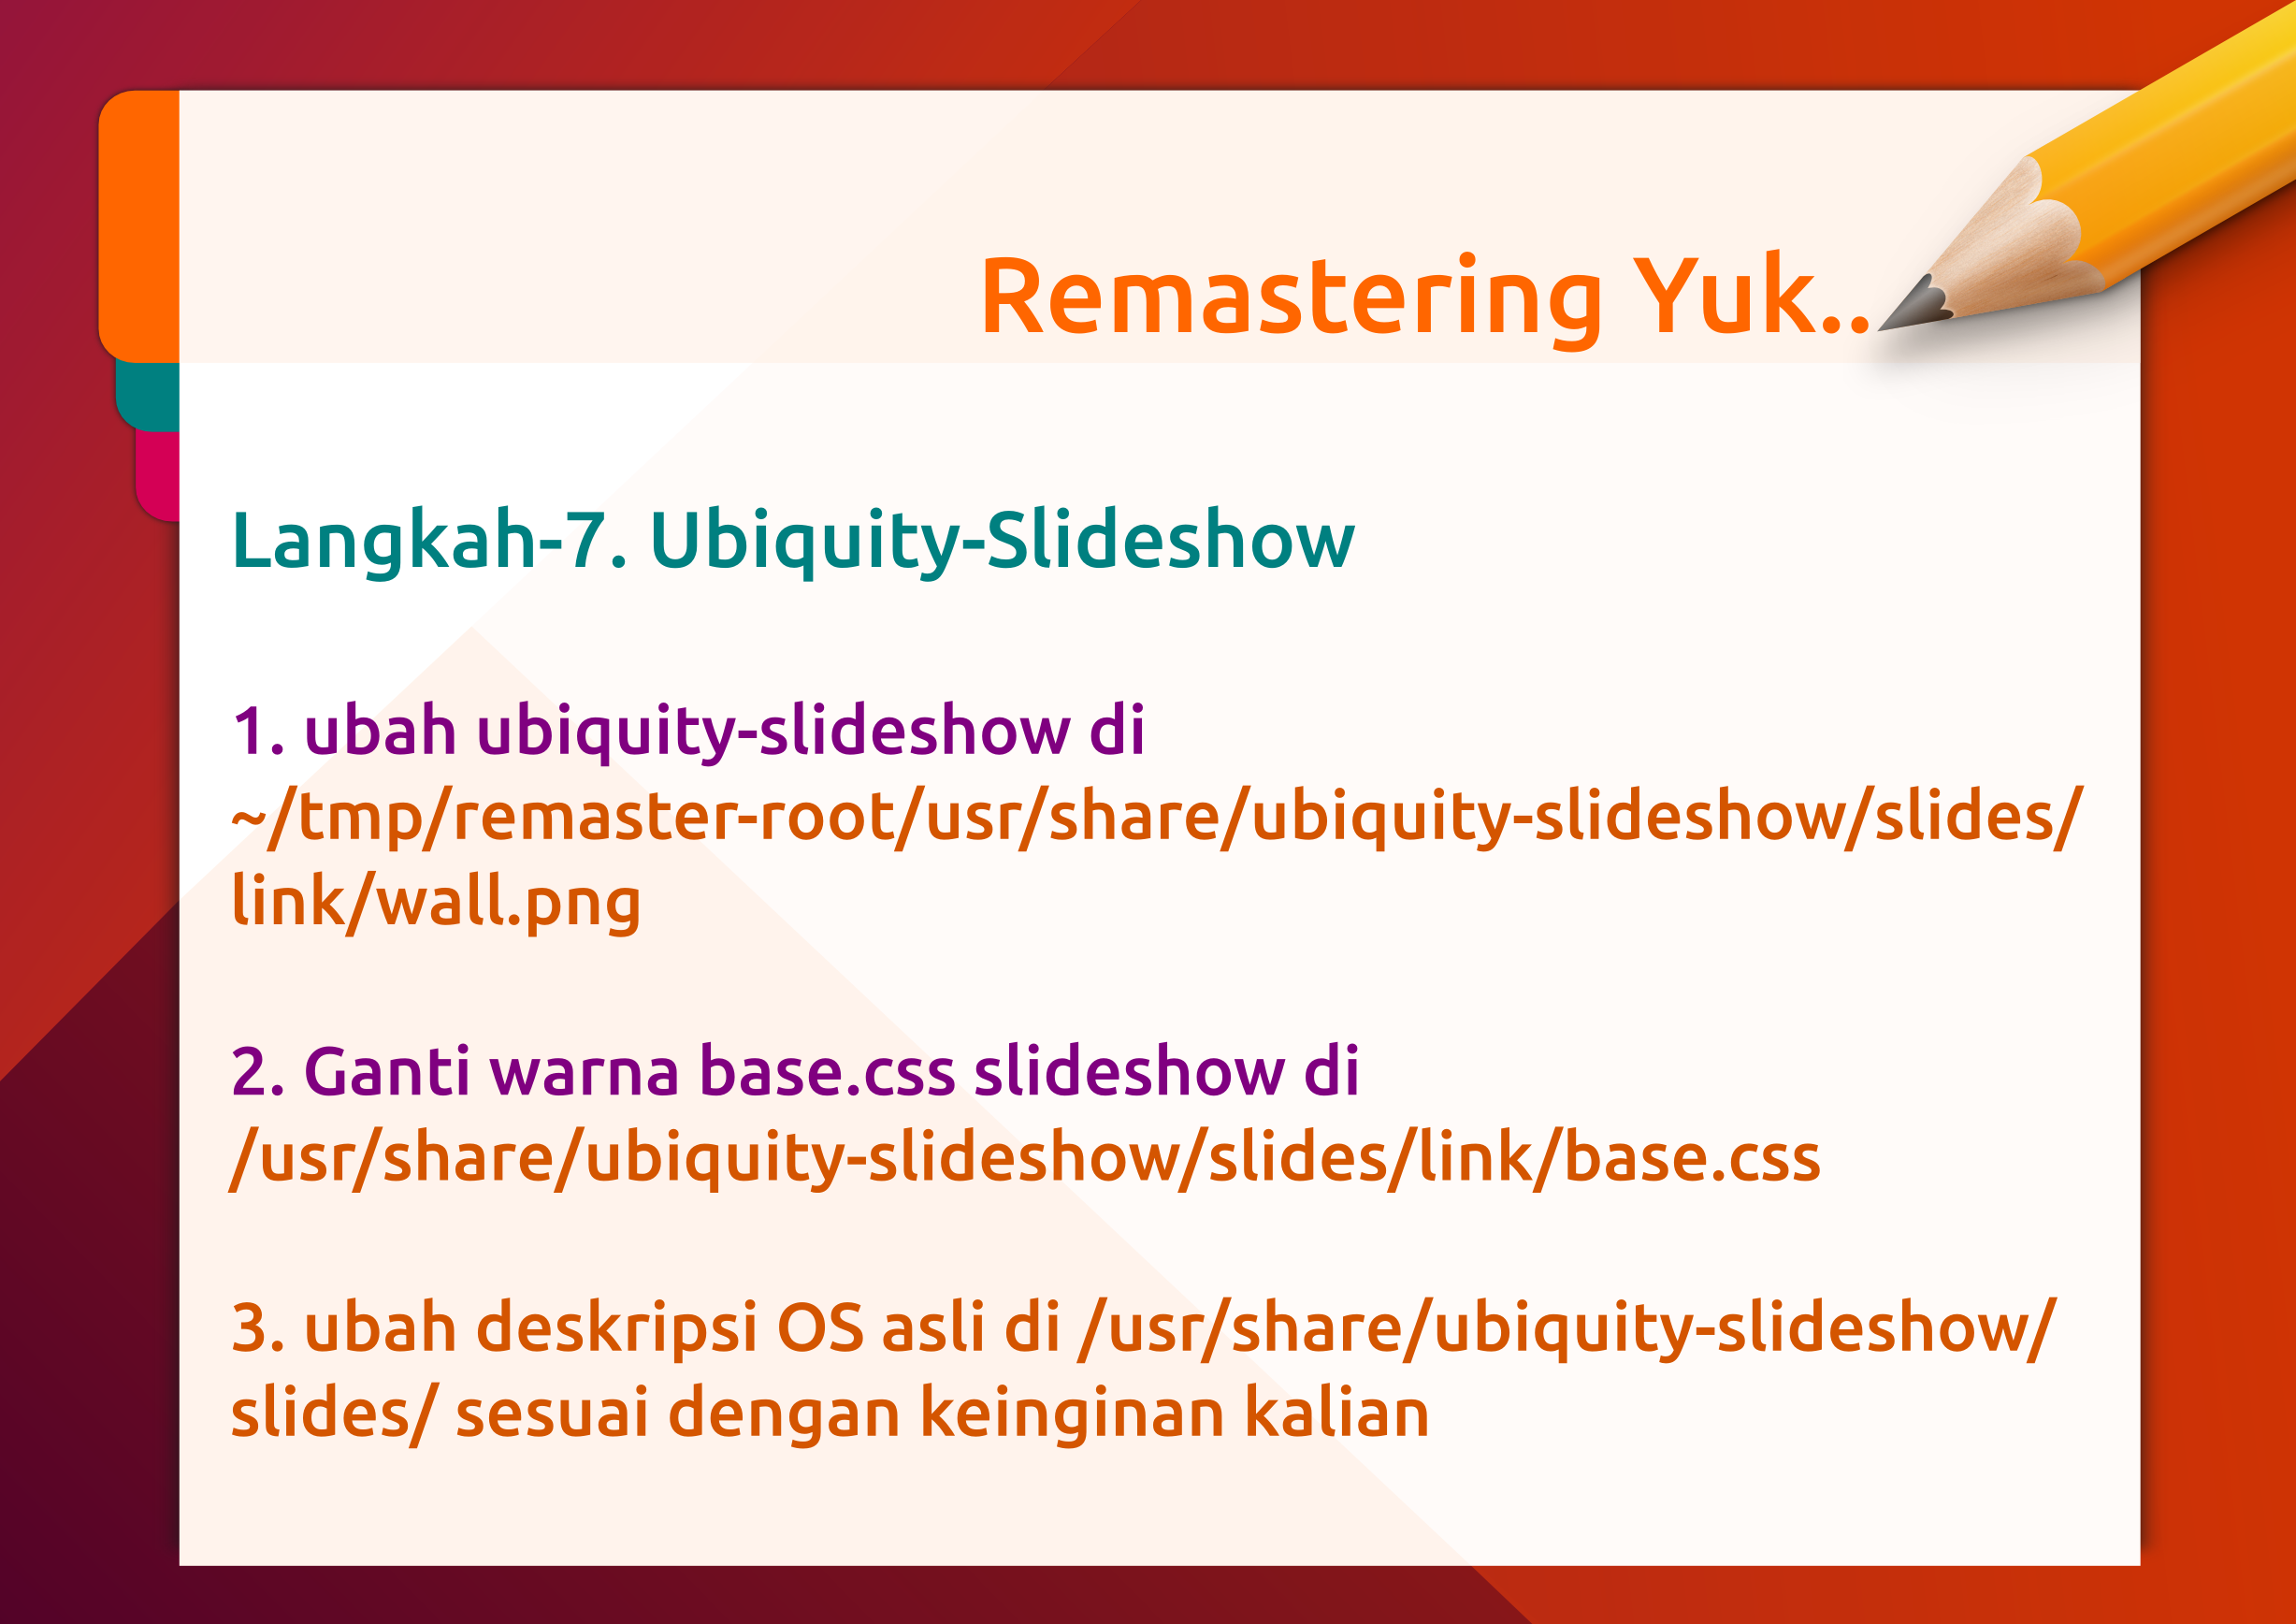 Remastering Yuk..
Langkah-7. Ubiquity-Slideshow
1. ubah ubiquity-slideshow di
~/tmp/remaster-root/usr/share/ubiquity-slideshow/slides/
link/wall.png
2. Ganti warna base.css slideshow di
/usr/share/ubiquity-slideshow/slides/link/base.css
3. ubah deskripsi OS asli di /usr/share/ubiquity-slideshow/
slides/ sesuai dengan keinginan kalian